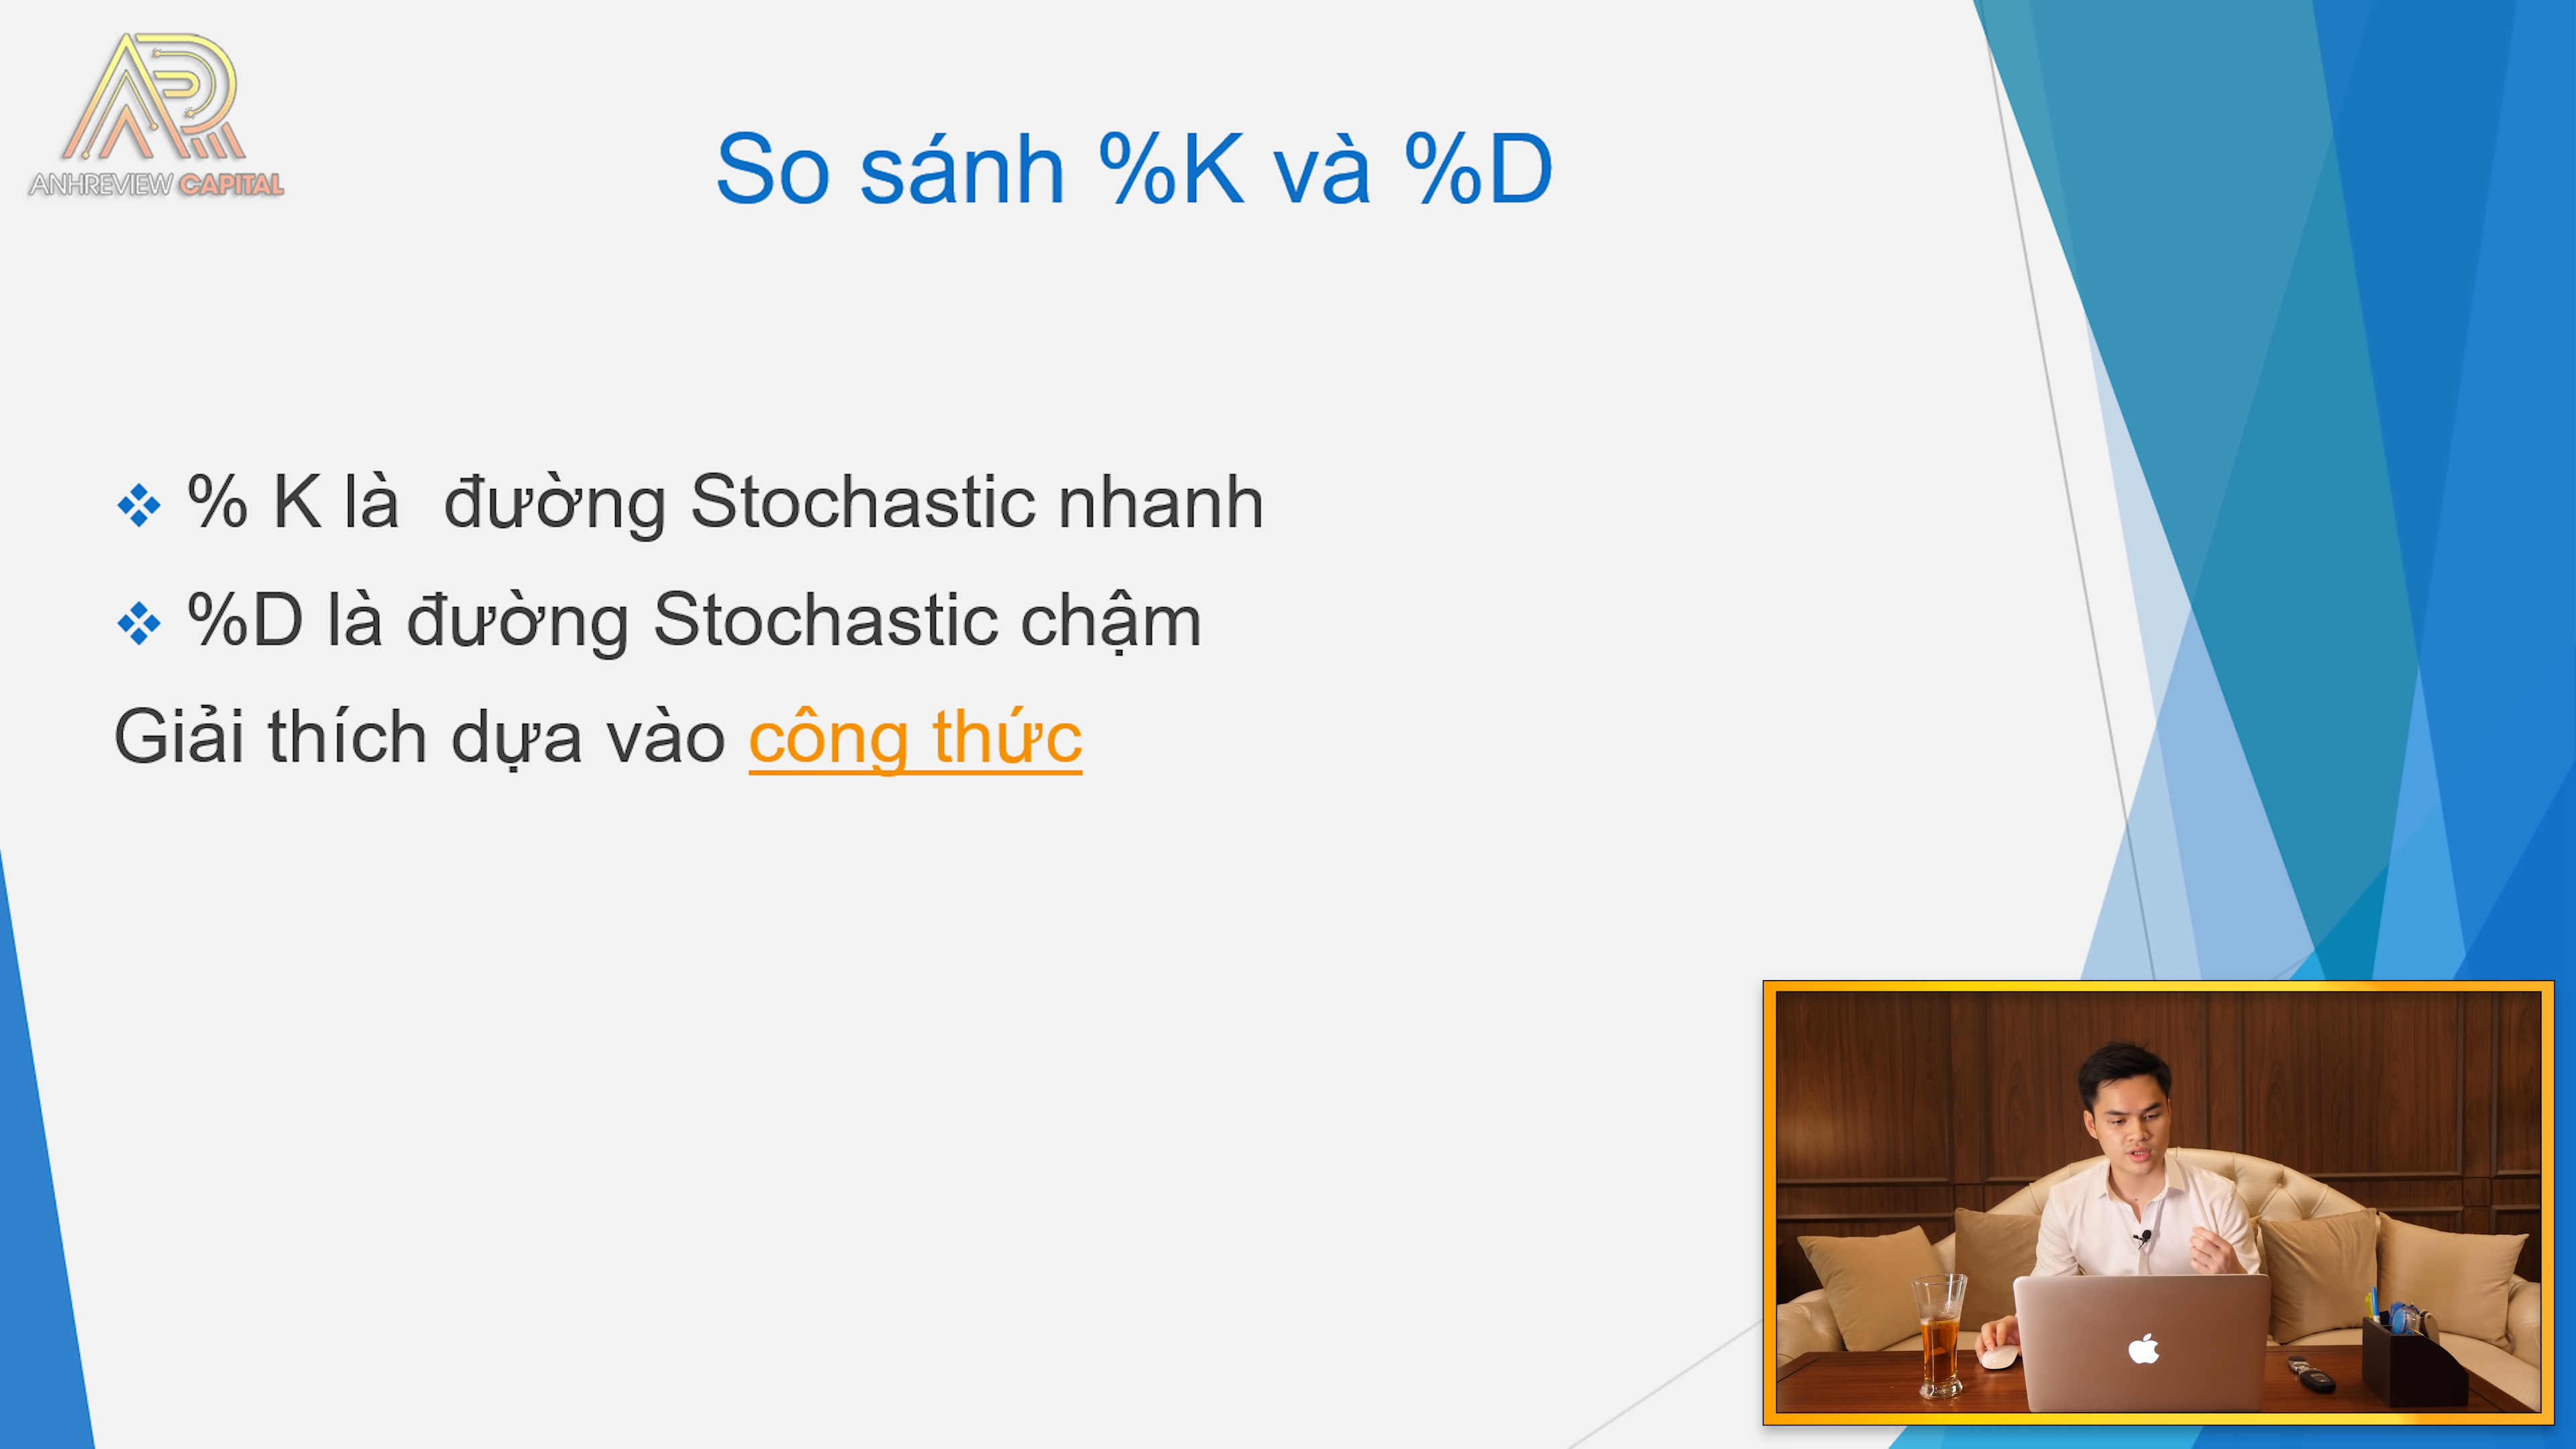 ANHREVIEW CAPITAL
So sánh %K và %D
% K là  đường Stochastic nhanh
%D là đường Stochastic chậm
Giải thích dựa vào công thức